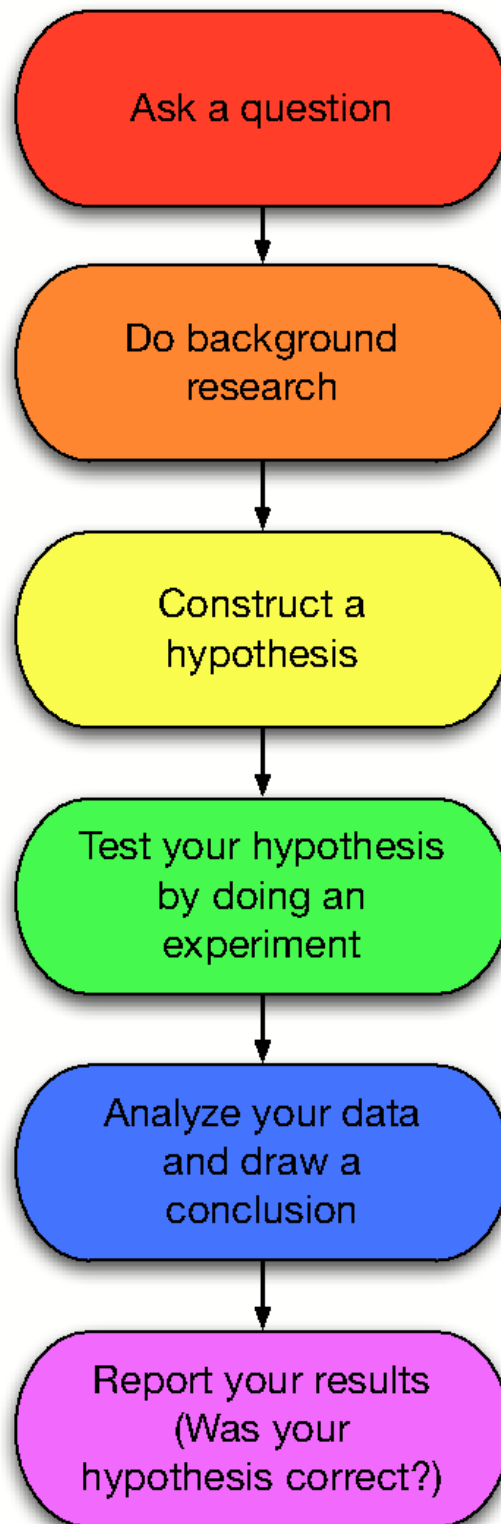 Ask a question
Do background
research
Construct a
hypothesis
Test your hypothesis
by doing an
experiment
Analyze your data
and draw a
conclusion
Report your results
(Was your
hypothesis correct?)